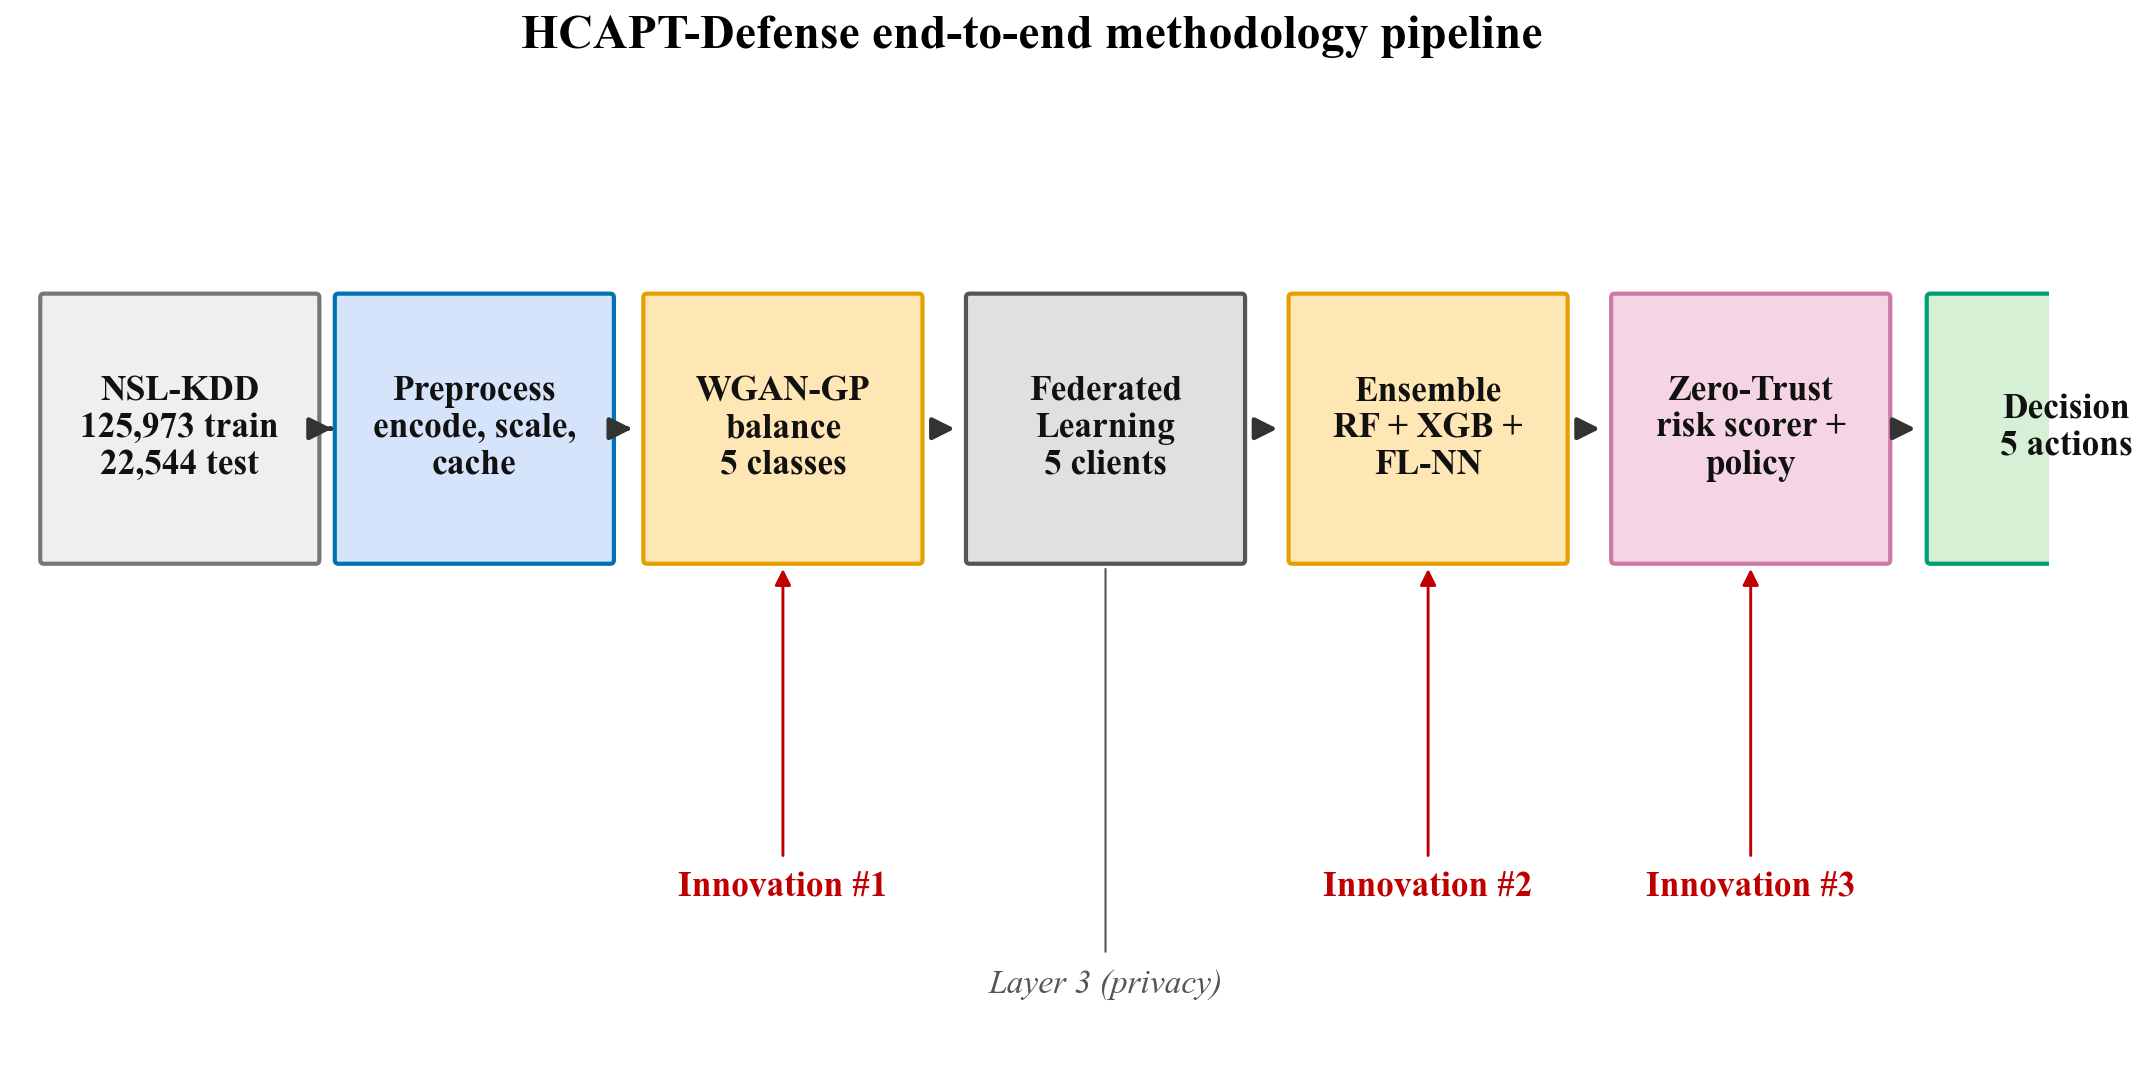 HCAPT-Defense end-to-end methodology pipeline
NSL-KDD
125,973 train
22,544 test
Preprocess
encode, scale,
cache
WGAN-GP
balance
5 classes
Federated
Learning
5 clients
Ensemble
RF + XGB +
FL-NN
Zero-Trust
risk scorer +
policy
Decision
5 actions
Innovation #1
Innovation #2
Innovation #3
Layer 3 (privacy)